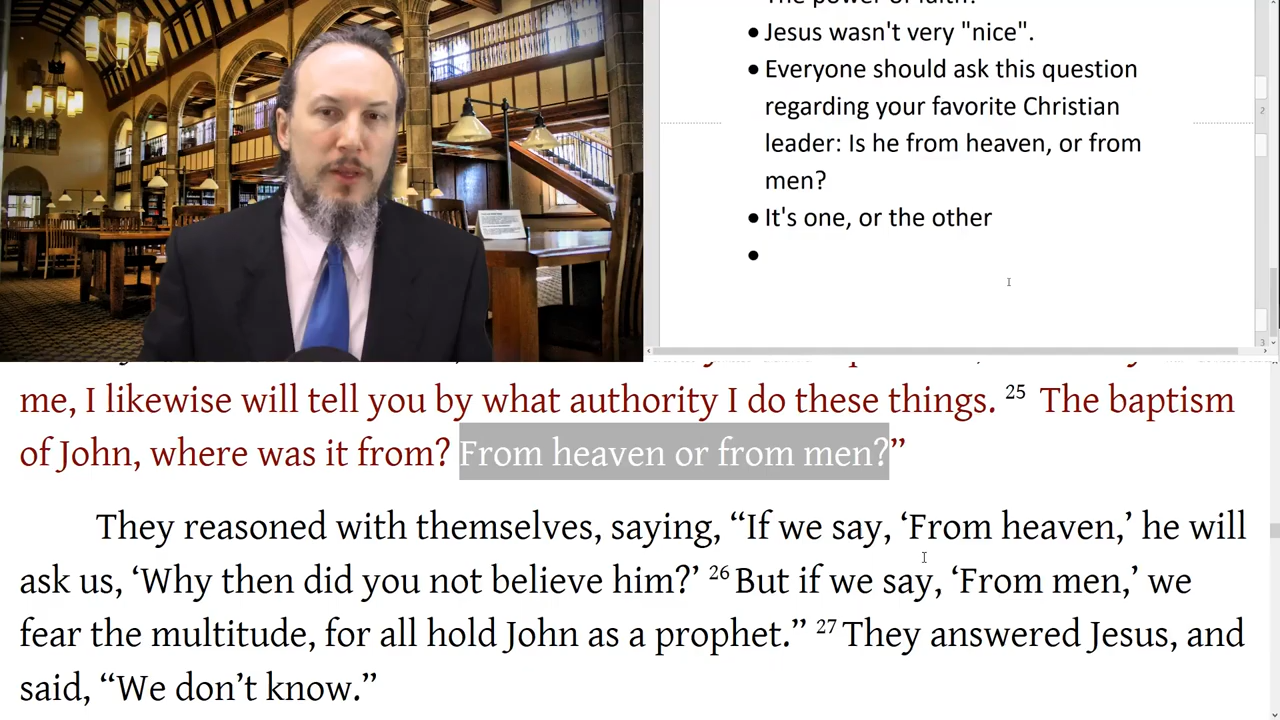 • Jesus wasn't very "nice".
• Everyone should ask this question
regarding your favorite Christian
leader: Is he from heaven, or from
men?
• It's one, or the other
•
2
3
me, I likewise will tell you by what authority I do these things. 25 The baptism
of John, where was it from? From heaven or from men?”
They reasoned with themselves, saying, “If we say, ‘From heaven,’ he will
ask us, ‘Why then did you not believe him?’ 26 But if we say, ‘From men,’ we
fear the multitude, for all hold John as a prophet.” 27 They answered Jesus, and
said, “We don’t know.”